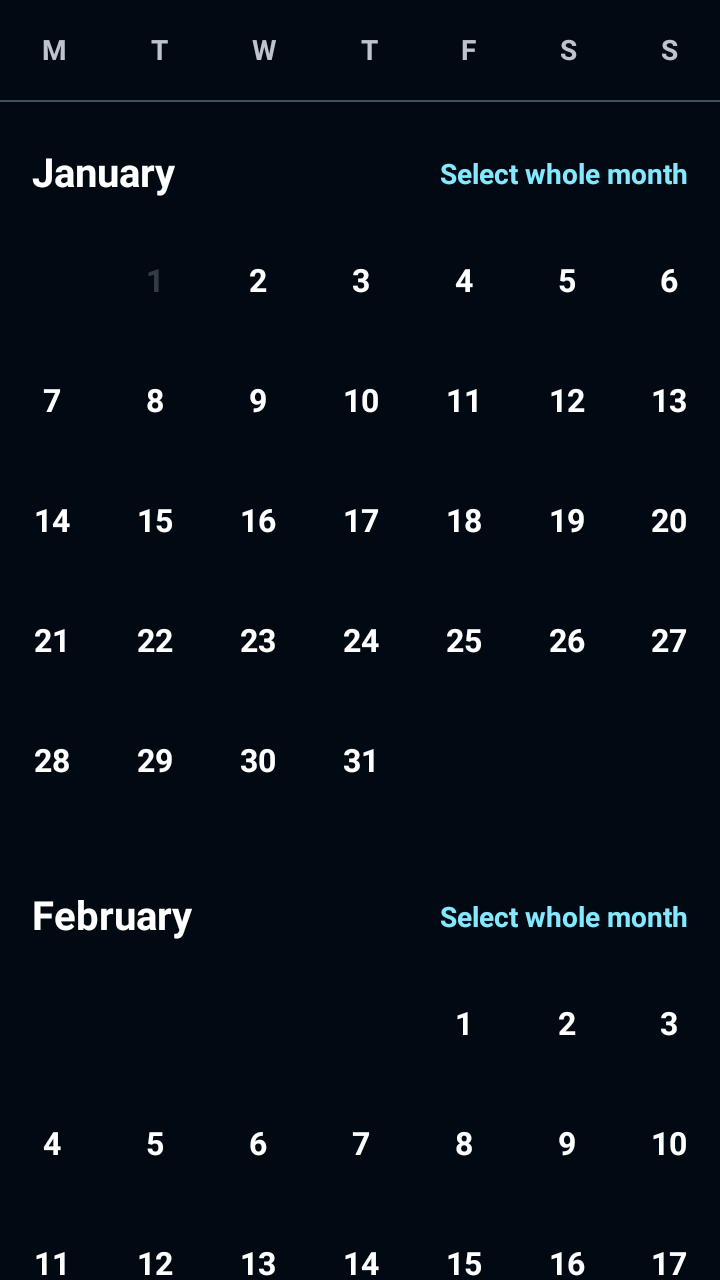 M T W T F S S
January Select whole month
1 2 3 4 5 6
7 8 9 10 11 12 13
14 15 16 17 18 19 20
21 22 23 24 25 26 27
28 29 30 31
February Select whole month
1 2 3
4 5 6 7 8 9 10
11 12 13 14 15 16 17